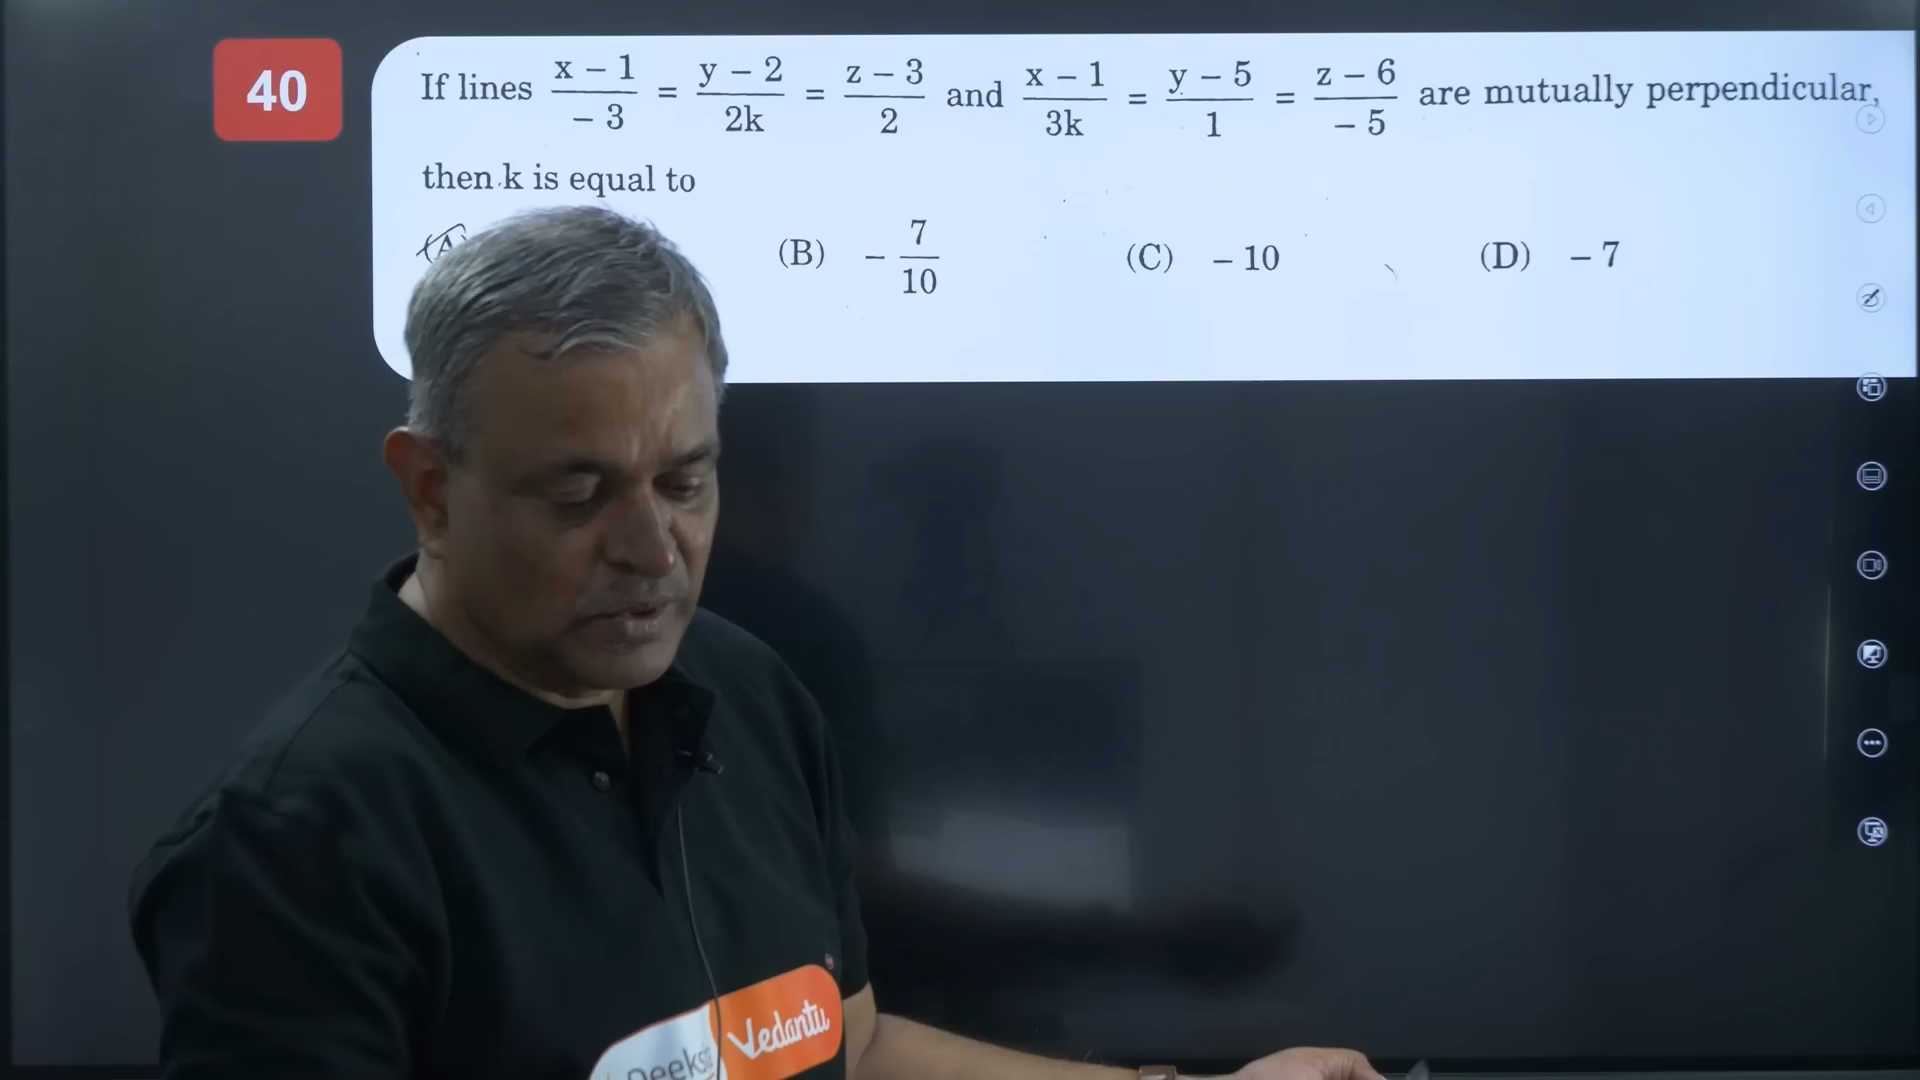 40
If lines x – 1 / – 3 = y – 2 / 2k = z – 3 / 2 and x – 1 / 3k = y – 5 / 1 = z – 6 / – 5 are mutually perpendicular,
then k is equal to
(A) (B) – 7 / 10 (C) – 10 (D) – 7
Vedantu